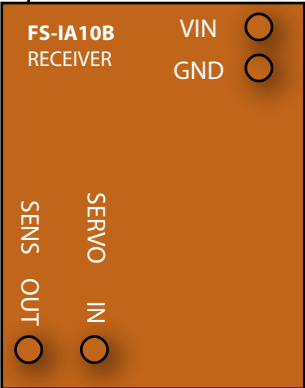 FS-IA10B
RECEIVER
VIN
GND
SENS OUT
SERVO IN